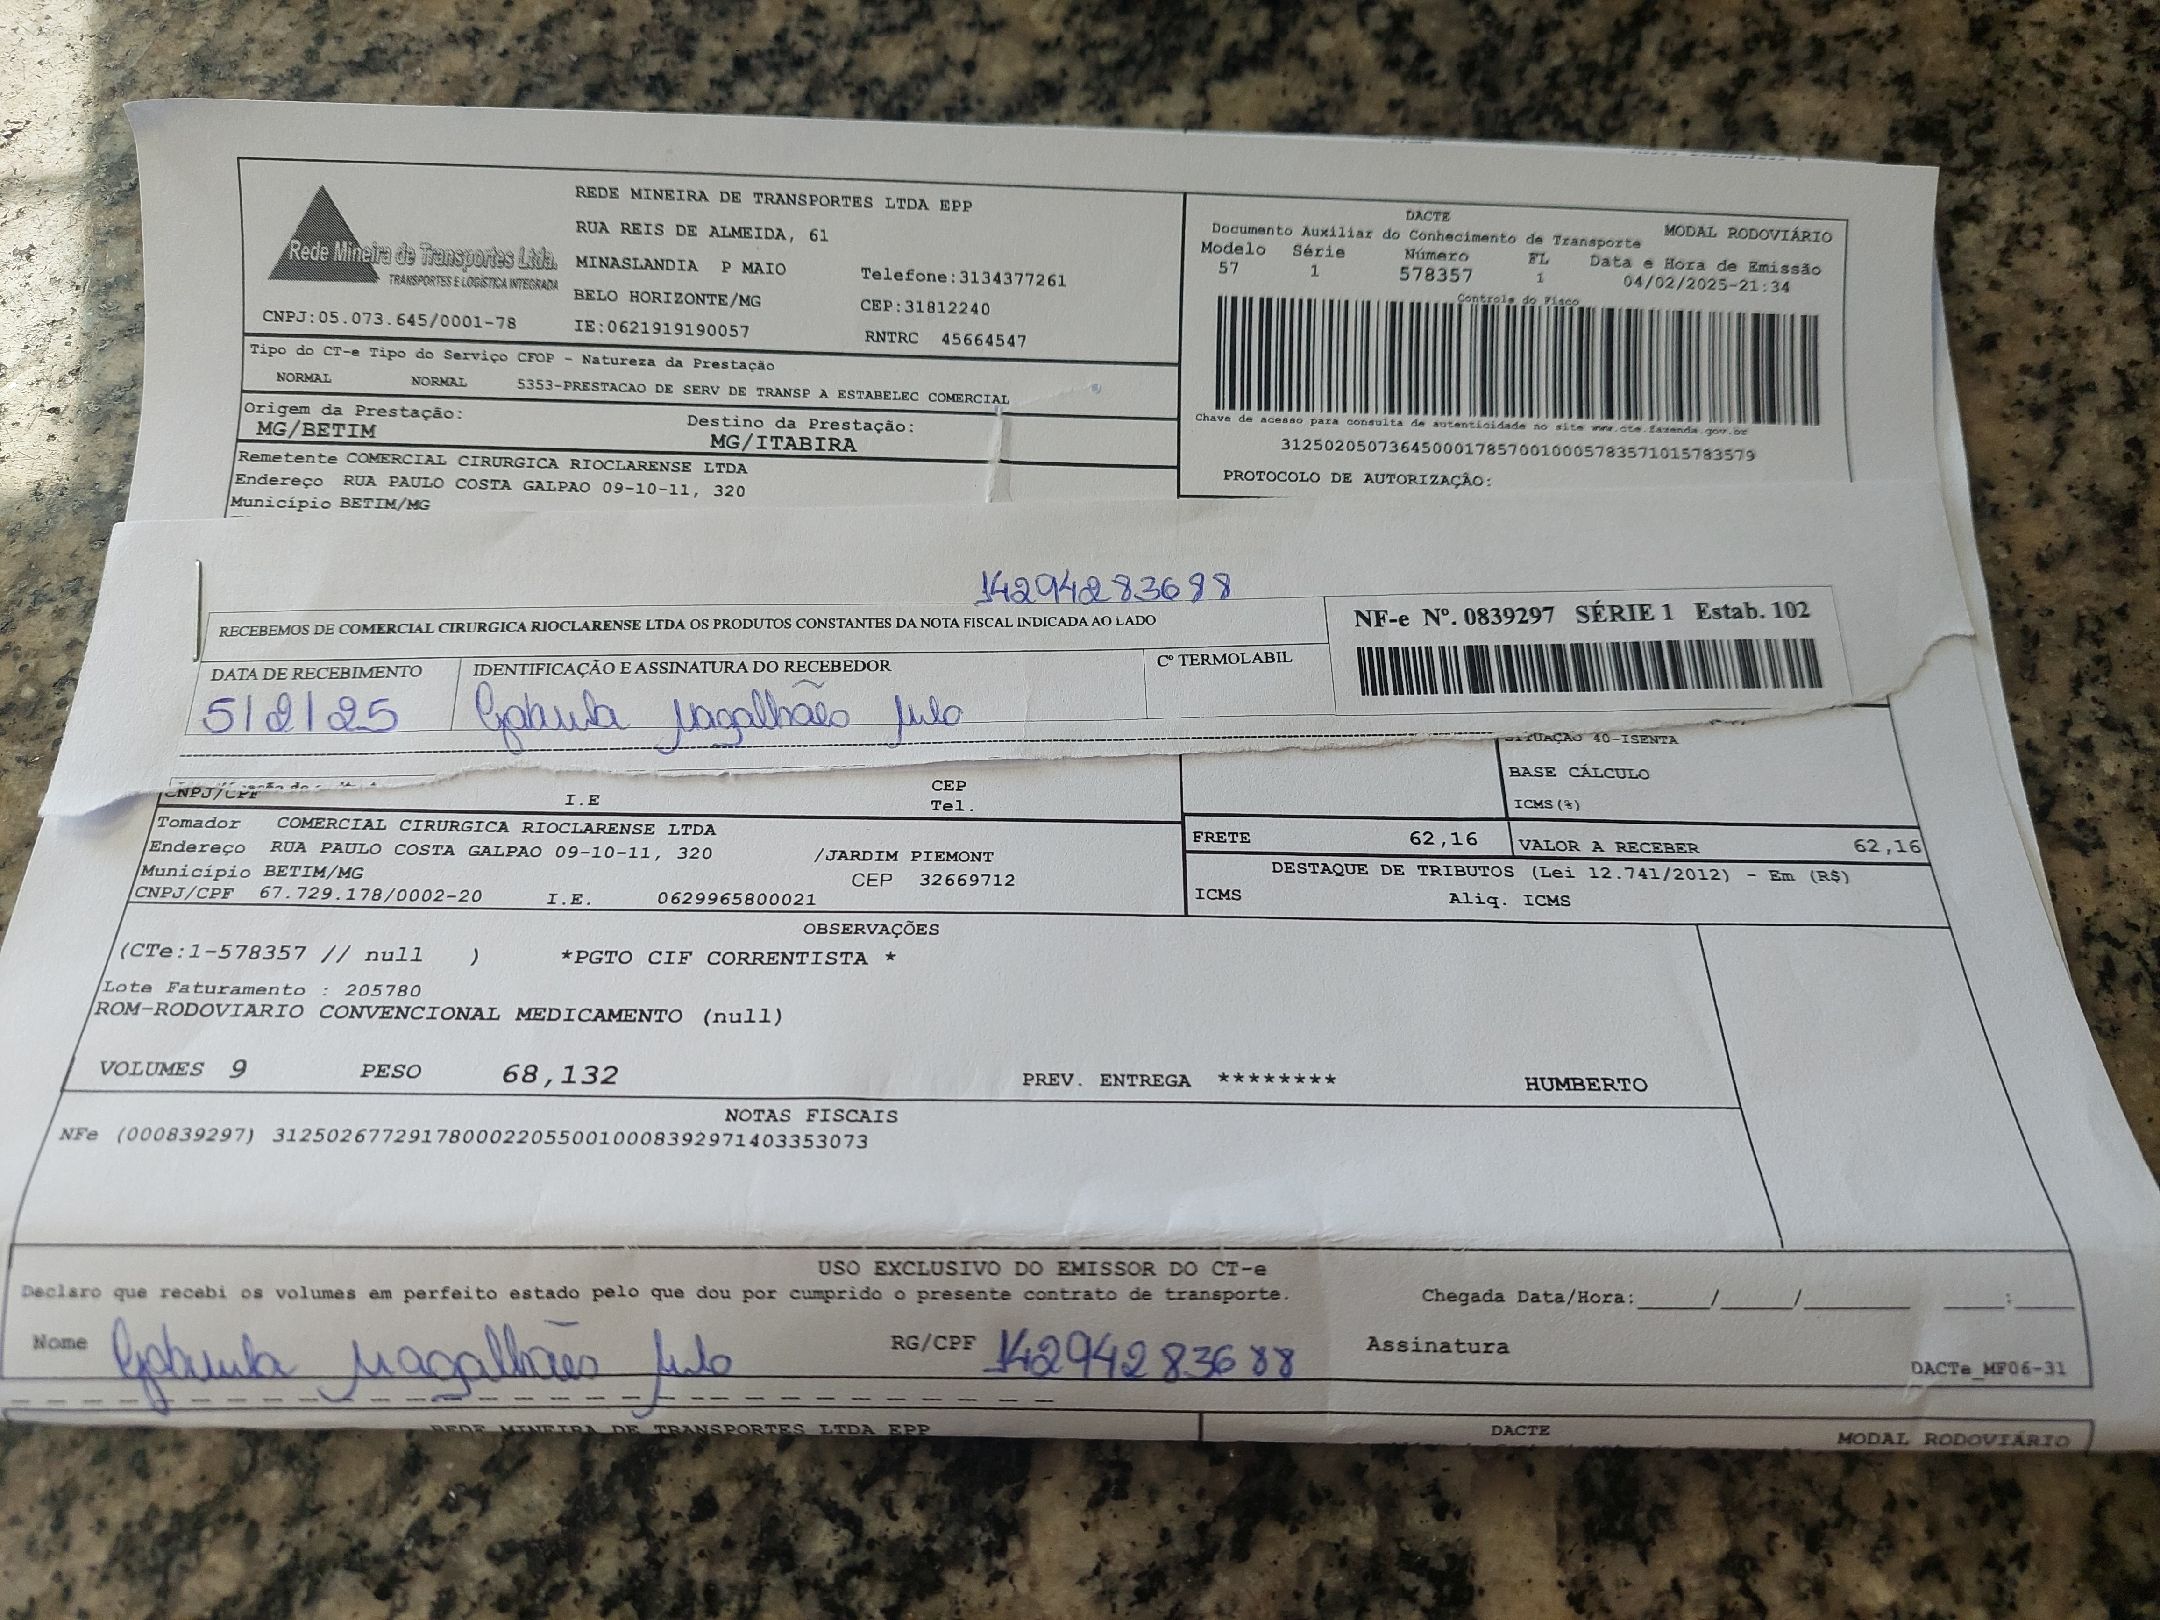 REDE MINEIRA DE TRANSPORTES LTDA EPP
RUA REIS DE ALMEIDA, 61
MINASLANDIA P MAIO Telefone:3134377261
BELO HORIZONTE/MG CEP:31812240
IE:0621919190057 RNTRC 45664547
Rede Mineira de Transportes Ltda.
TRANSPORTES E LOGÍSTICA INTEGRADA
CNPJ:05.073.645/0001-78
DACTE
Documento Auxiliar do Conhecimento de Transporte MODAL RODOVIÁRIO
Modelo Série Número FL Data e Hora de Emissão
57 1 578357 1 04/02/2025-21:34
Controle do Fisco
Chave de acesso para consulta de autenticidade no site www.cte.fazenda.gov.br
31250205073645000178570010005783571015783579
PROTOCOLO DE AUTORIZAÇÃO:
Tipo do CT-e Tipo do Serviço CFOP - Natureza da Prestação
NORMAL NORMAL 5353-PRESTACAO DE SERV DE TRANSP A ESTABELEC COMERCIAL
Origem da Prestação: Destino da Prestação:
MG/BETIM MG/ITABIRA
Remetente COMERCIAL CIRURGICA RIOCLARENSE LTDA
Endereço RUA PAULO COSTA GALPAO 09-10-11, 320
Município BETIM/MG
14294283688
RECEBEMOS DE COMERCIAL CIRURGICA RIOCLARENSE LTDA OS PRODUTOS CONSTANTES DA NOTA FISCAL INDICADA AO LADO
NF-e Nº. 0839297 SÉRIE 1 Estab. 102
DATA DE RECEBIMENTO IDENTIFICAÇÃO E ASSINATURA DO RECEBEDOR Cº TERMOLABIL
5/2/25 Magalhães
SITUAÇÃO 40-ISENTA
BASE CÁLCULO
ICMS(%)
CNPJ/CPF I.E CEP
Tel.
Tomador COMERCIAL CIRURGICA RIOCLARENSE LTDA
Endereço RUA PAULO COSTA GALPAO 09-10-11, 320 /JARDIM PIEMONT
Município BETIM/MG CEP 32669712
CNPJ/CPF 67.729.178/0002-20 I.E. 0629965800021
FRETE 62,16 VALOR A RECEBER 62,16
DESTAQUE DE TRIBUTOS (Lei 12.741/2012) - Em (R$)
ICMS Aliq. ICMS
OBSERVAÇÕES
(CTe:1-578357 // null ) *PGTO CIF CORRENTISTA *
Lote Faturamento : 205780
ROM-RODOVIARIO CONVENCIONAL MEDICAMENTO (null)
VOLUMES 9 PESO 68,132 PREV. ENTREGA ******** HUMBERTO
NOTAS FISCAIS
NFe (000839297) 31250267729178000220550010008392971403353073
USO EXCLUSIVO DO EMISSOR DO CT-e
Declaro que recebi os volumes em perfeito estado pelo que dou por cumprido o presente contrato de transporte. Chegada Data/Hora:____/____/______ ____:____
Nome Magalhães RG/CPF 14294283688 Assinatura
DACTe_MF06-31
REDE MINEIRA DE TRANSPORTES LTDA EPP DACTE MODAL RODOVIÁRIO